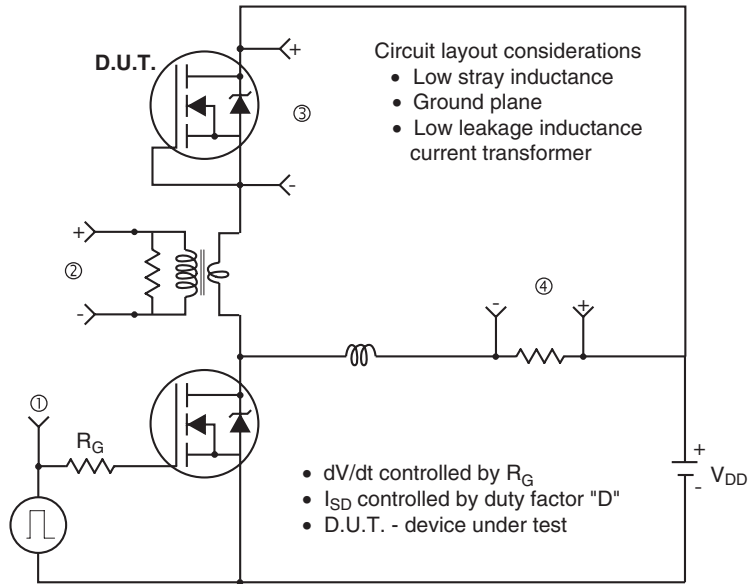 D.U.T.
+
③
-
Circuit layout considerations
• Low stray inductance
• Ground plane
• Low leakage inductance
current transformer
+
②
-
-
④
+
①
R_G
+
V_DD
-
• dV/dt controlled by R_G
• I_SD controlled by duty factor "D"
• D.U.T. - device under test